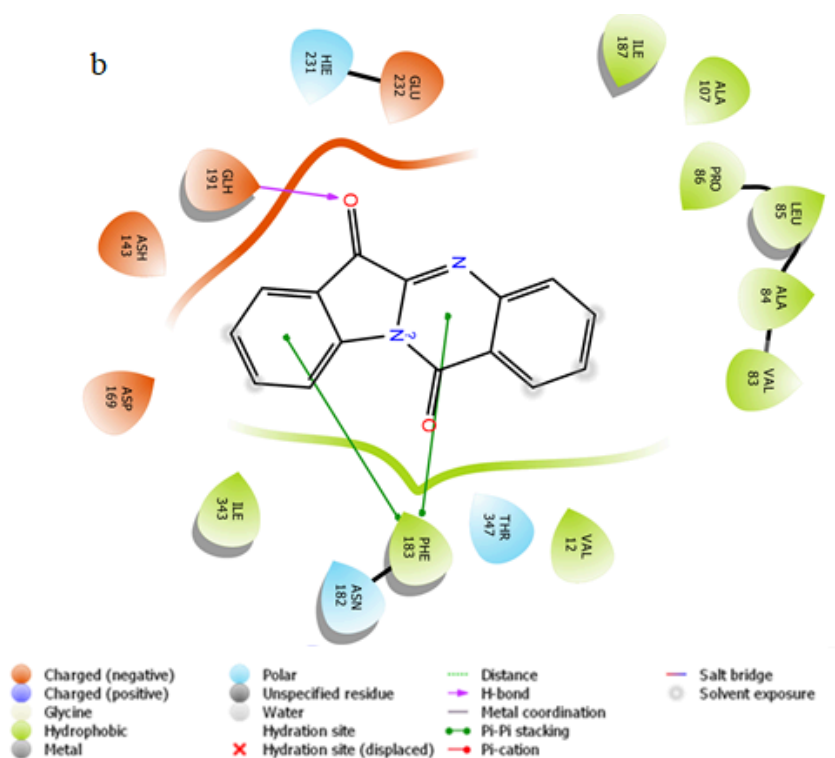 b
HIE
231
GLU
232
ILE
187
ALA
107
GLH
191
PRO
86
LEU
85
ASH
143
ALA
84
VAL
83
ASP
169
O
N
N?
O
ILE
343
PHE
183
THR
347
VAL
12
ASN
182
Charged (negative)
Charged (positive)
Glycine
Hydrophobic
Metal
Polar
Unspecified residue
Water
Hydration site
Hydration site (displaced)
Distance
H-bond
Metal coordination
Pi-Pi stacking
Pi-cation
Salt bridge
Solvent exposure